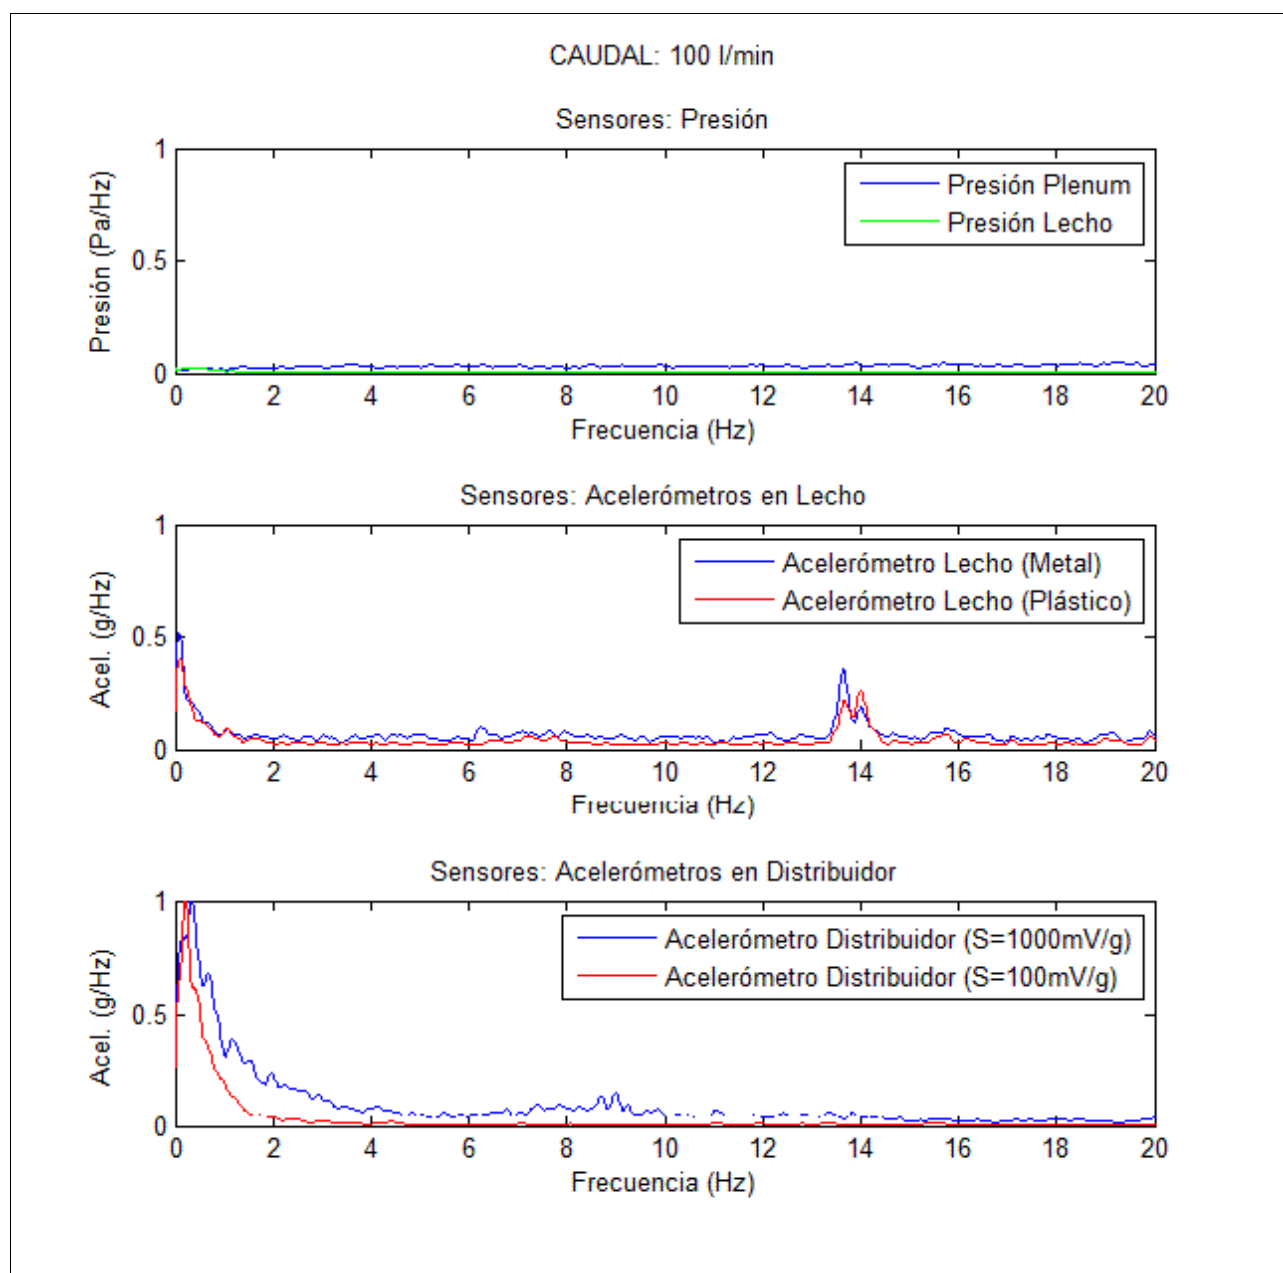 CAUDAL: 100 l/min
Sensores: Presión
Presión (Pa/Hz)
1
0.5
0
Presión Plenum
Presión Lecho
0 2 4 6 8 10 12 14 16 18 20
Frecuencia (Hz)
Sensores: Acelerómetros en Lecho
Acel. (g/Hz)
1
0.5
0
Acelerómetro Lecho (Metal)
Acelerómetro Lecho (Plástico)
0 2 4 6 8 10 12 14 16 18 20
Frecuencia (Hz)
Sensores: Acelerómetros en Distribuidor
Acel. (g/Hz)
1
0.5
0
Acelerómetro Distribuidor (S=1000mV/g)
Acelerómetro Distribuidor (S=100mV/g)
0 2 4 6 8 10 12 14 16 18 20
Frecuencia (Hz)